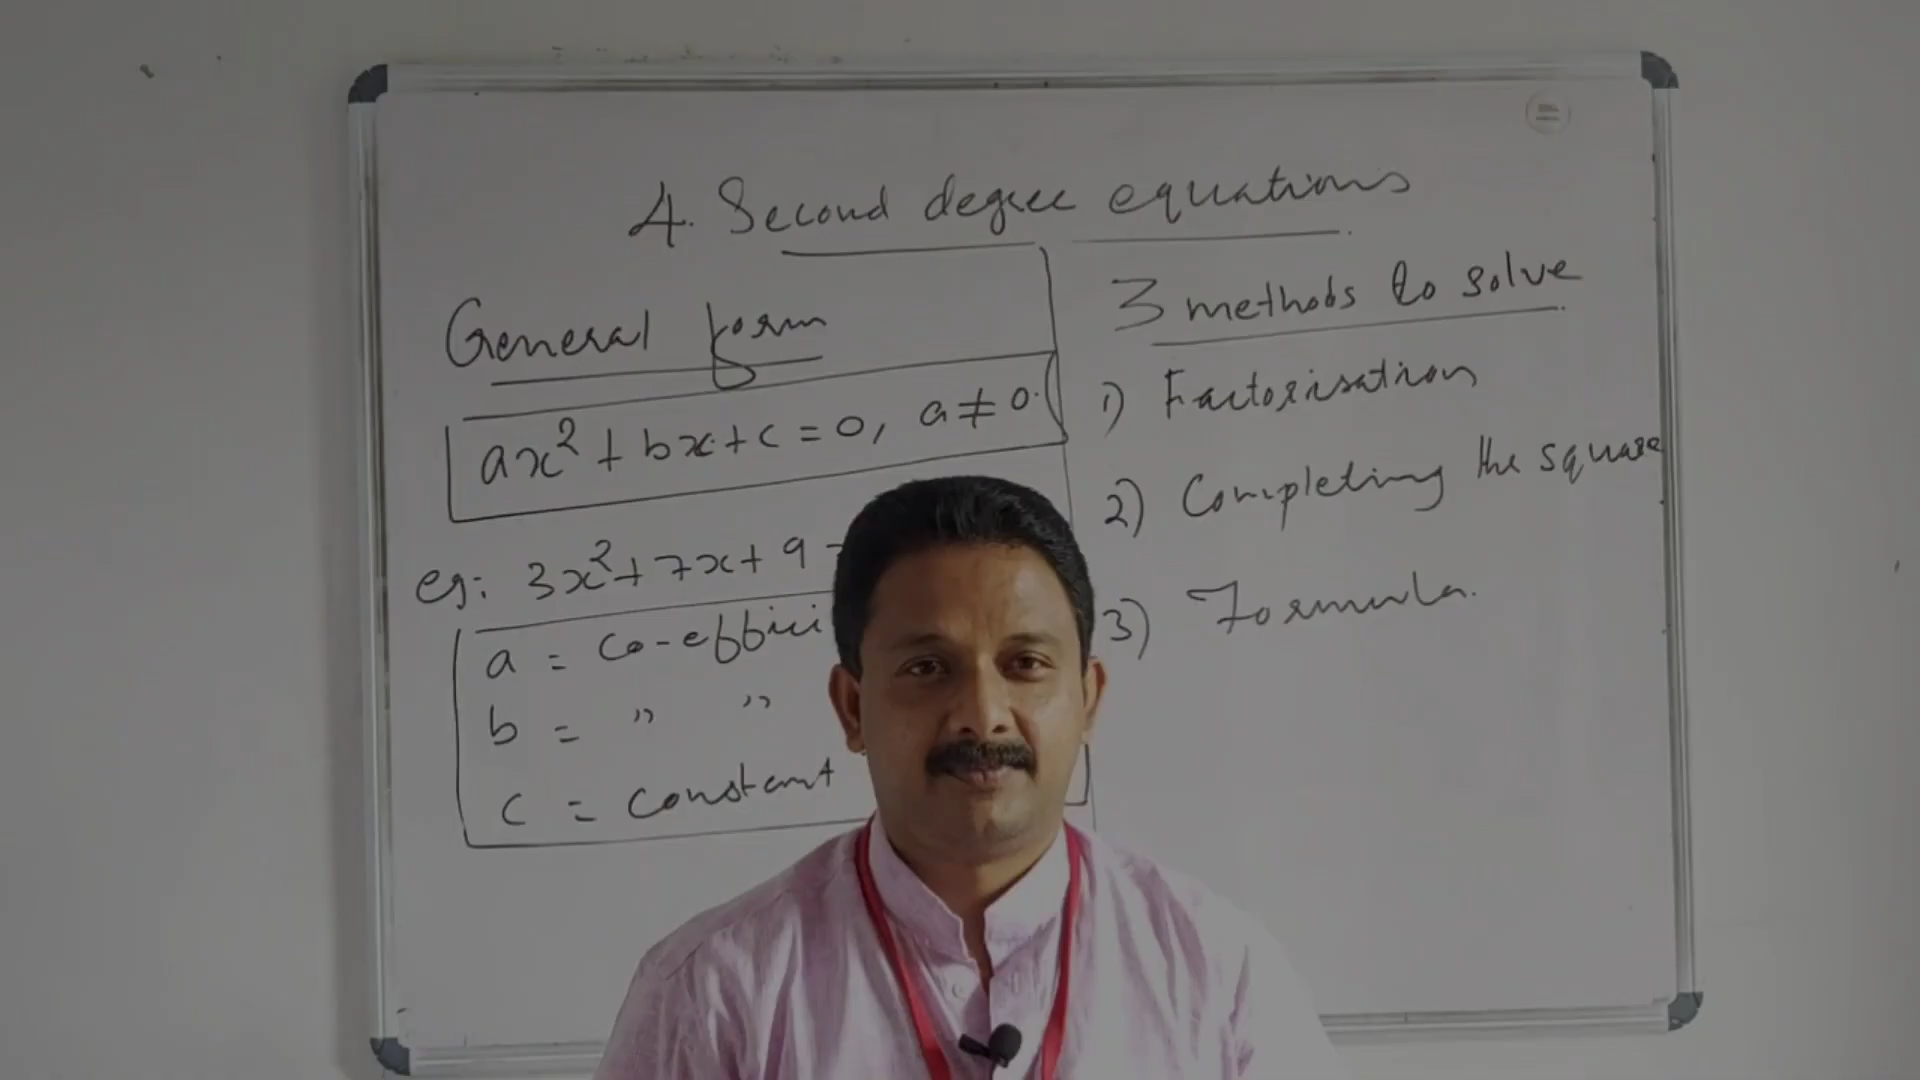 4. Second degree equations
General form
ax² + bx + c = 0, a ≠ 0.
eg: 3x² + 7x + 9
a = co-effici
b = " "
c = constant
3 methods to solve
1) Factorisation
2) Completing the square
3) Formula.